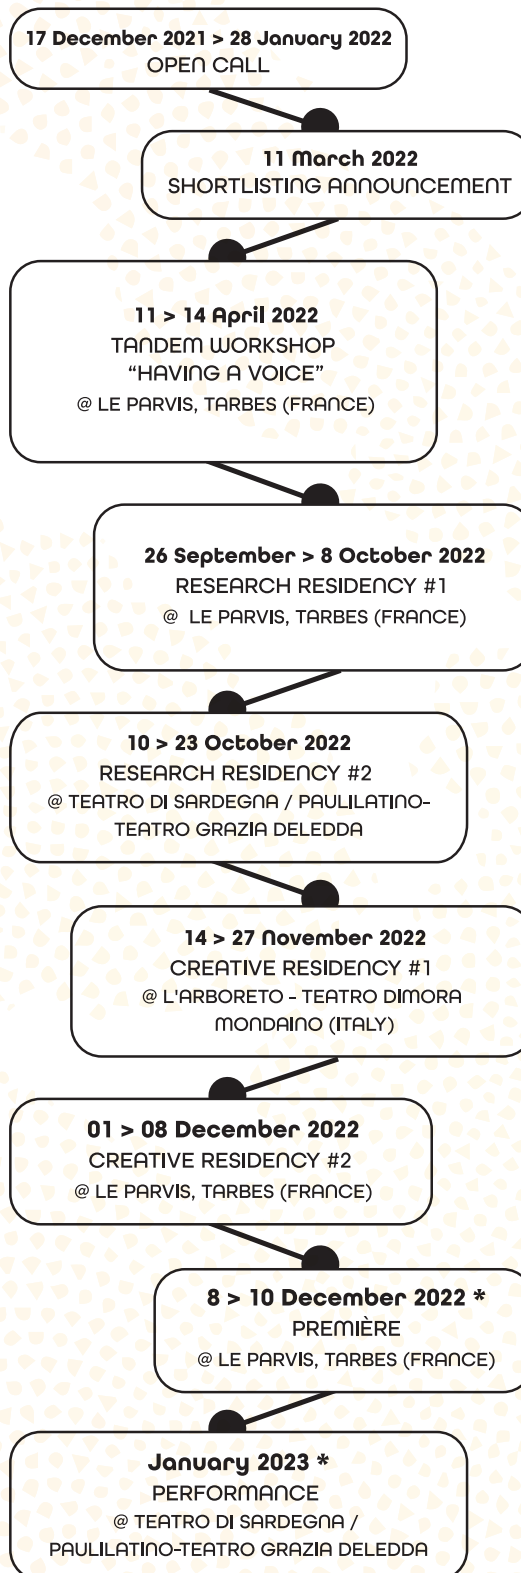 17 December 2021 > 28 January 2022
OPEN CALL
11 March 2022
SHORTLISTING ANNOUNCEMENT
11 > 14 April 2022
TANDEM WORKSHOP
“HAVING A VOICE”
@ LE PARVIS, TARBES (FRANCE)
26 September > 8 October 2022
RESEARCH RESIDENCY #1
@ LE PARVIS, TARBES (FRANCE)
10 > 23 October 2022
RESEARCH RESIDENCY #2
@ TEATRO DI SARDEGNA / PAULILATINO-
TEATRO GRAZIA DELEDDA
14 > 27 November 2022
CREATIVE RESIDENCY #1
@ L'ARBORETO - TEATRO DIMORA
MONDAINO (ITALY)
01 > 08 December 2022
CREATIVE RESIDENCY #2
@ LE PARVIS, TARBES (FRANCE)
8 > 10 December 2022 *
PREMIÈRE
@ LE PARVIS, TARBES (FRANCE)
January 2023 *
PERFORMANCE
@ TEATRO DI SARDEGNA /
PAULILATINO-TEATRO GRAZIA DELEDDA